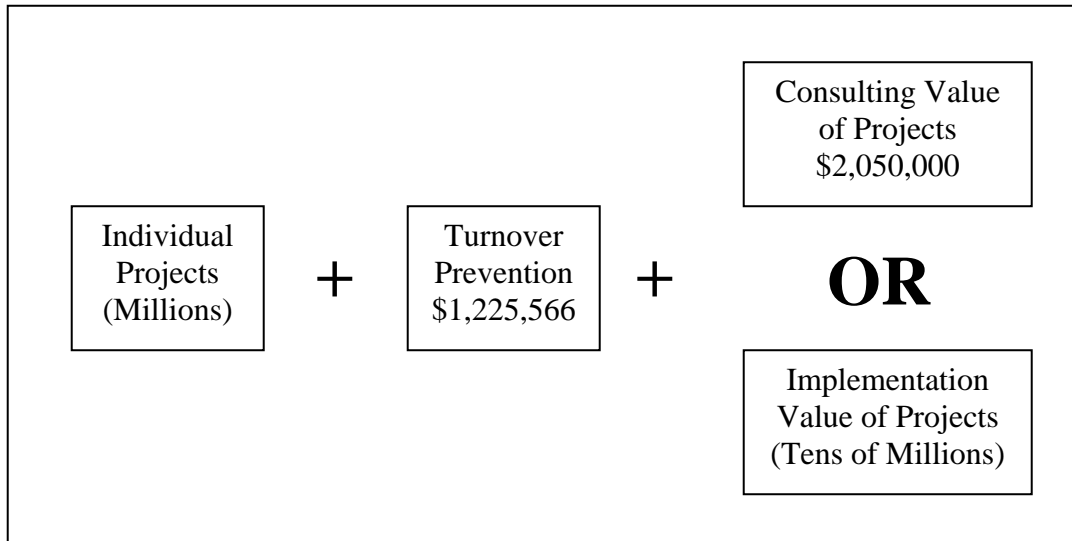 Individual
Projects
(Millions)
+
Turnover
Prevention
$1,225,566
+
Consulting Value
of Projects
$2,050,000
OR
Implementation
Value of Projects
(Tens of Millions)